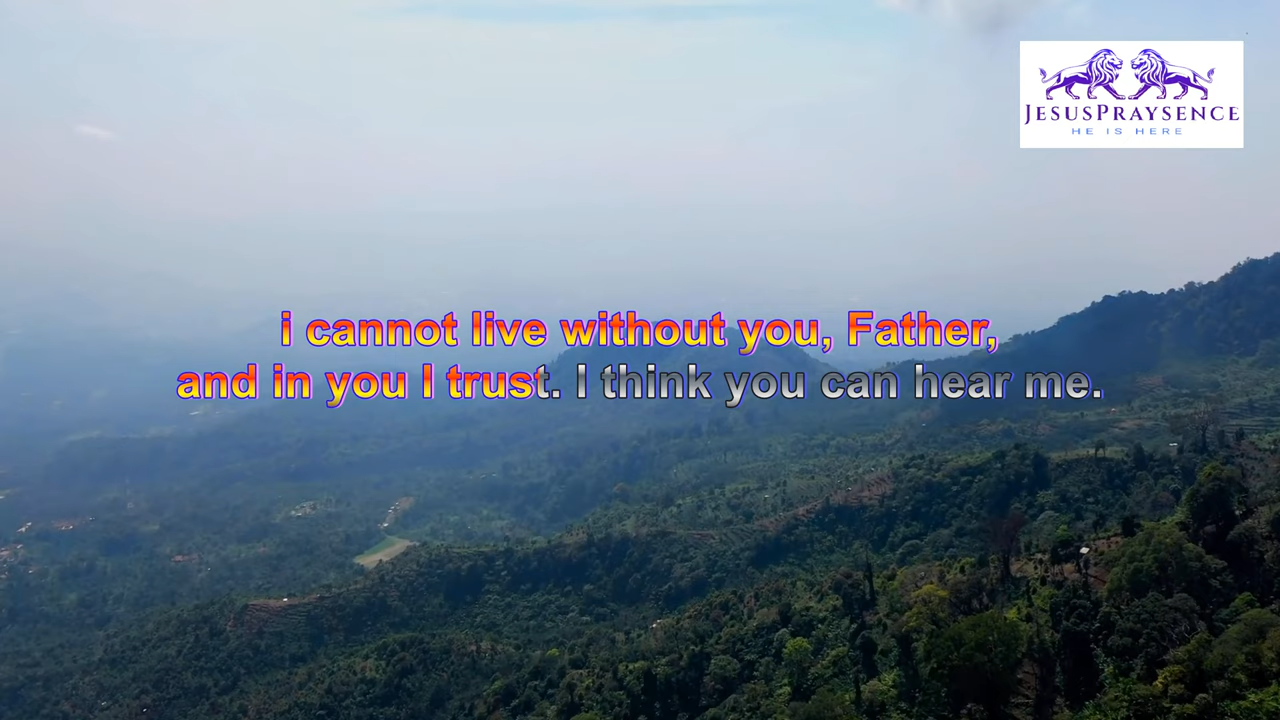 JESUSPRAYSENCE
HE IS HERE
i cannot live without you, Father,
and in you I trust. I think you can hear me.